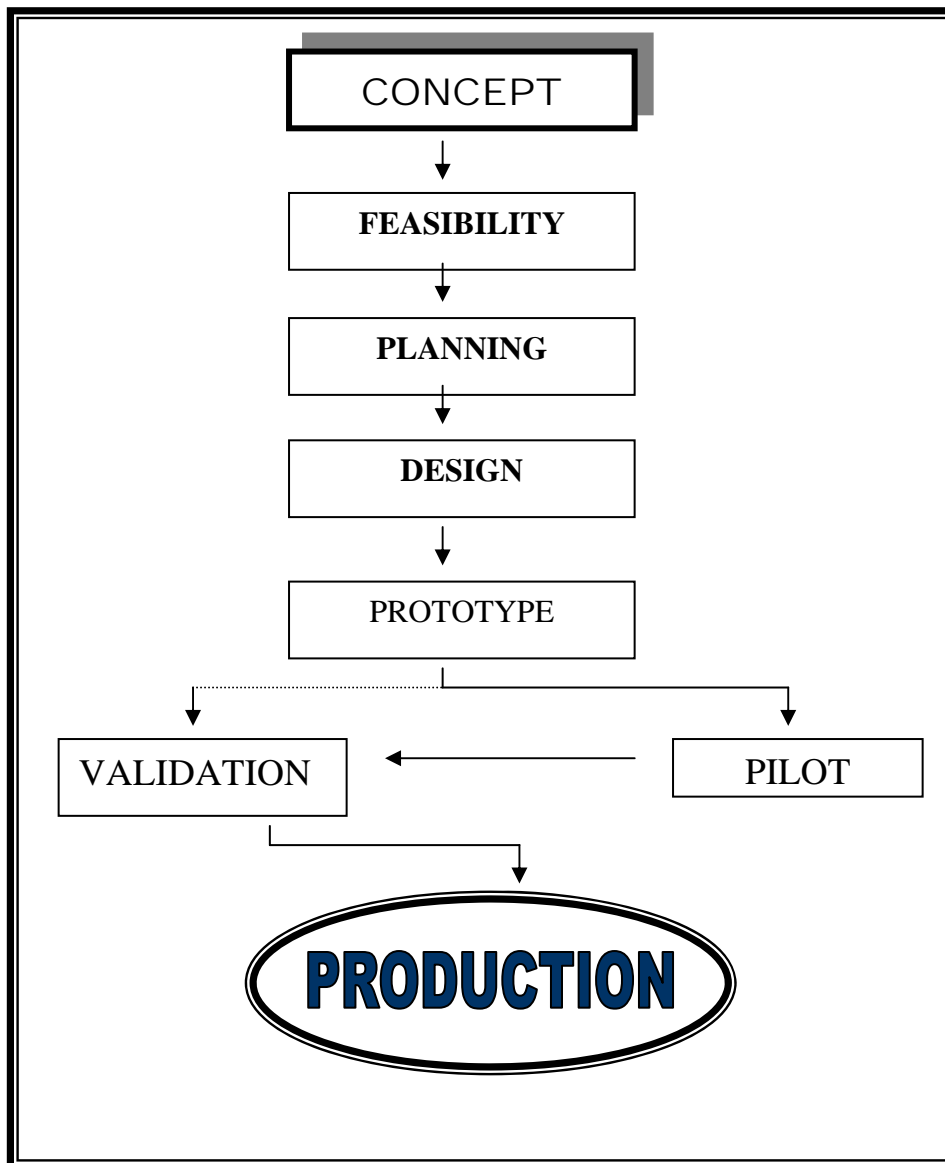 CONCEPT
FEASIBILITY
PLANNING
DESIGN
PROTOTYPE
VALIDATION
PILOT
PRODUCTION